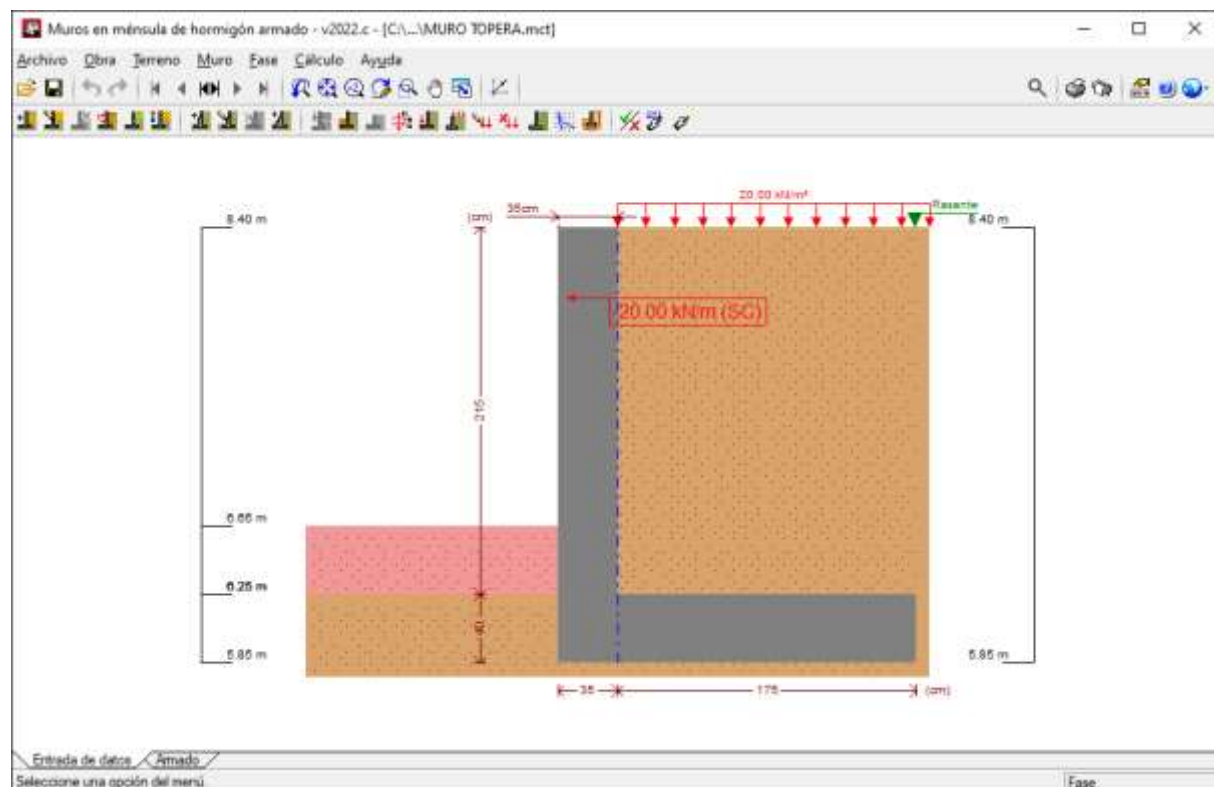 Muros en ménsula de hormigón armado - v2022.c - [C:\...\MURO TOPERA.mct]
Archivo Obra Terreno Muro Fase Cálculo Ayuda
20.00 kN/m²
35cm
(cm)
Rasante
8.40 m
8.40 m
20.00 kN/m (SC)
215
6.65 m
6.25 m
40
5.85 m
5.85 m
35
175
(cm)
Entrada de datos
Armado
Seleccione una opción del menú
Fase